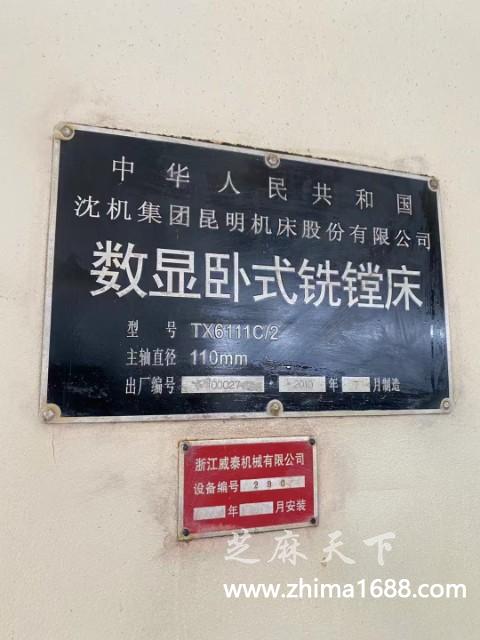 中华人民共和国
沈机集团昆明机床股份有限公司
数显卧式铣镗床
型号 TX6111C/2
主轴直径 110mm
出厂编号 2010 年 月制造
浙江威泰机械有限公司
设备编号
年 月安装
芝麻天下
www.zhima1688.com